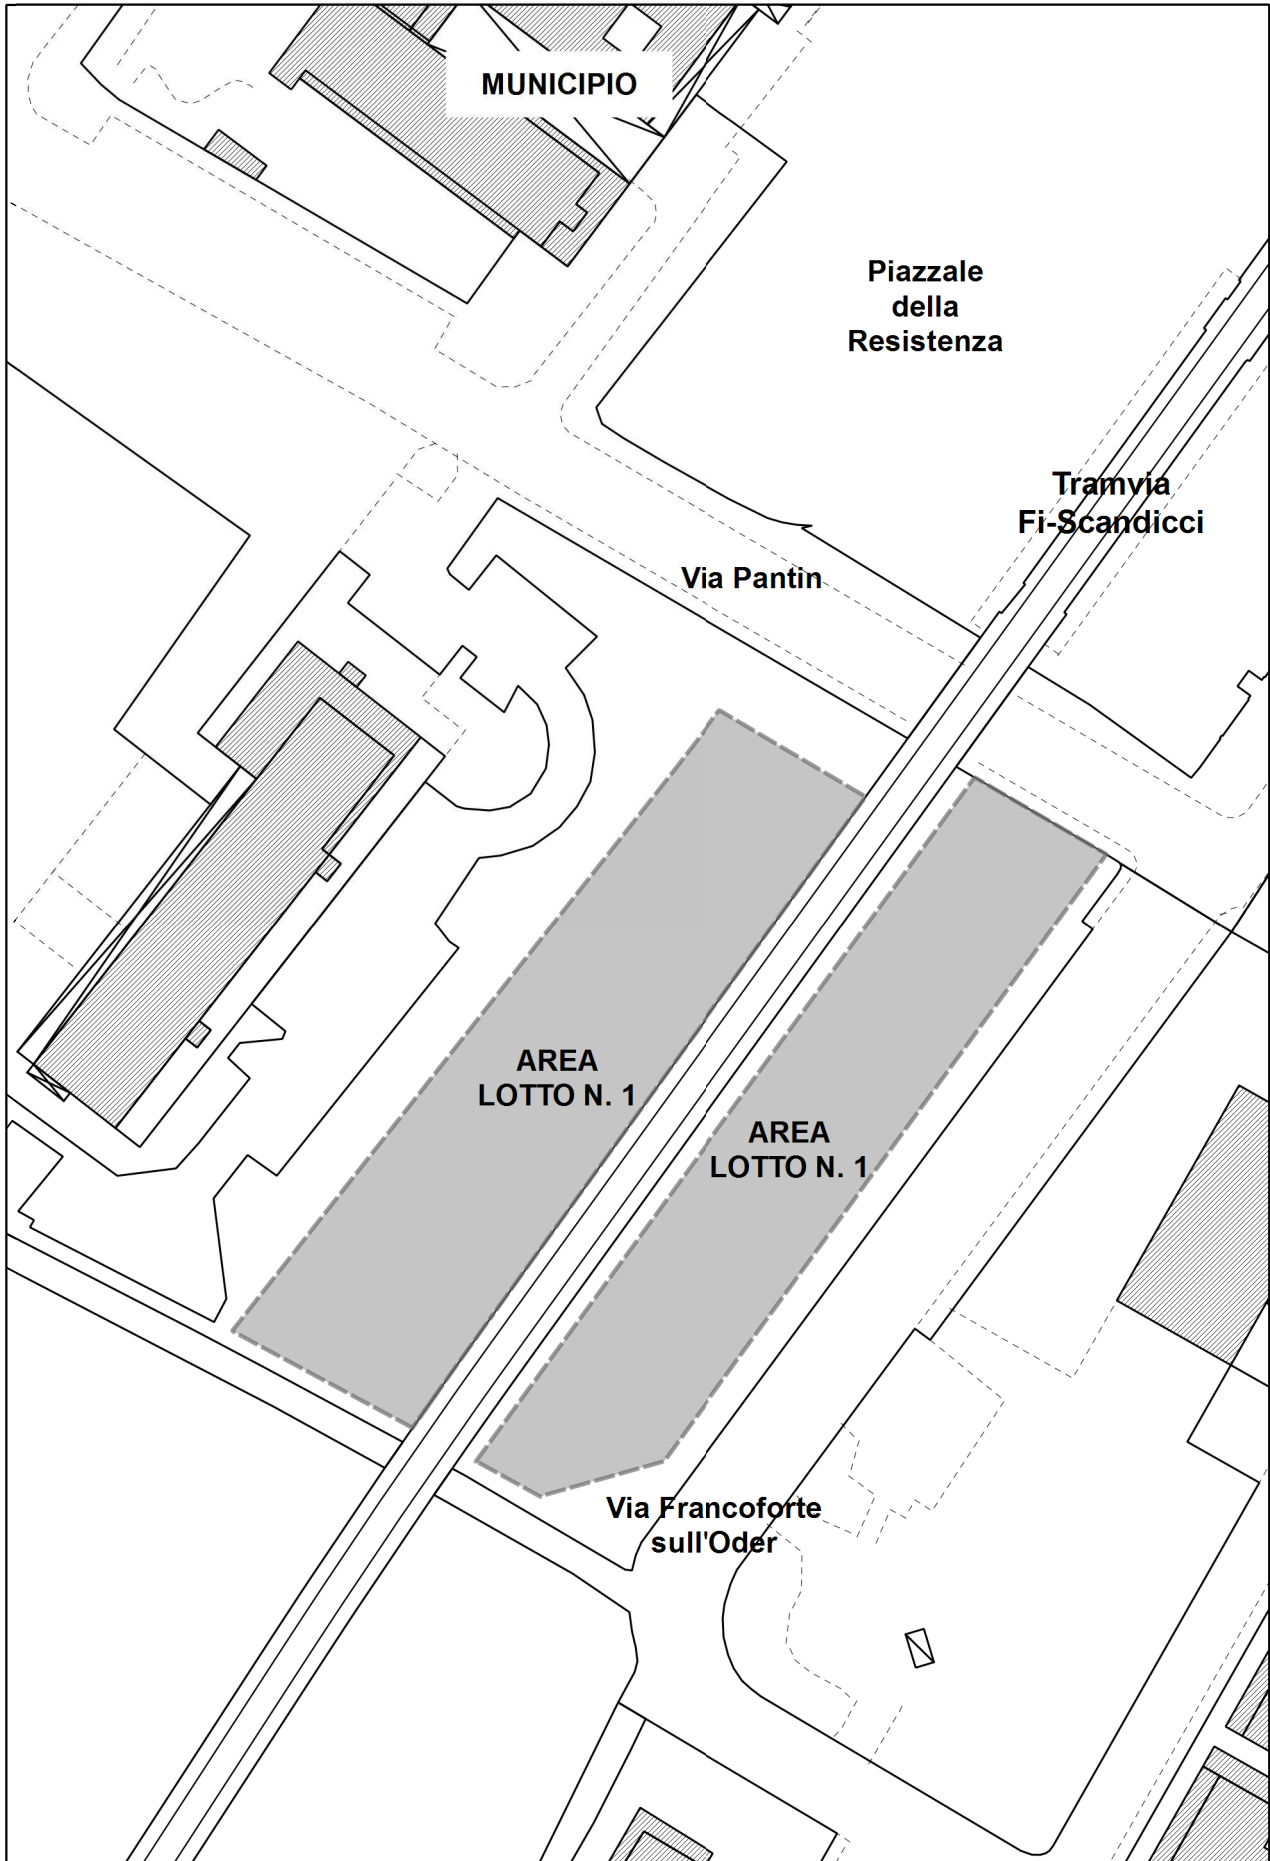 MUNICIPIO
Piazzale
della
Resistenza
Tramvia
Fi-Scandicci
Via Pantin
AREA
LOTTO N. 1
AREA
LOTTO N. 1
Via Francoforte
sull'Oder